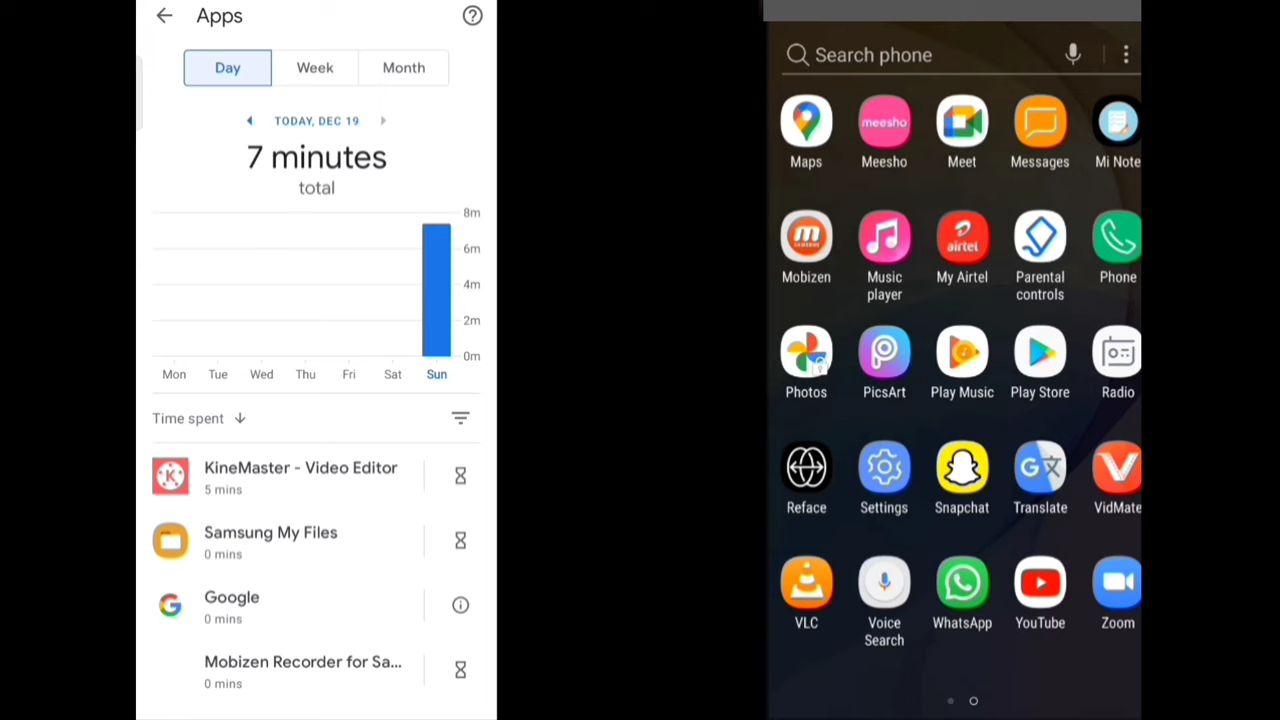 Apps
Day
Week
Month
TODAY, DEC 19
7 minutes
total
8m
6m
4m
2m
0m
Mon
Tue
Wed
Thu
Fri
Sat
Sun
Time spent
KineMaster - Video Editor
5 mins
Samsung My Files
0 mins
Google
0 mins
Mobizen Recorder for Sa...
0 mins
Search phone
meesho
Maps
Meesho
Meet
Messages
Mi Note
m
SAMSUNG
airtel
Mobizen
Music
player
My Airtel
Parental
controls
Phone
Photos
PicsArt
Play Music
Play Store
Radio
Reface
Settings
Snapchat
Translate
VidMate
VLC
Voice
Search
WhatsApp
YouTube
Zoom